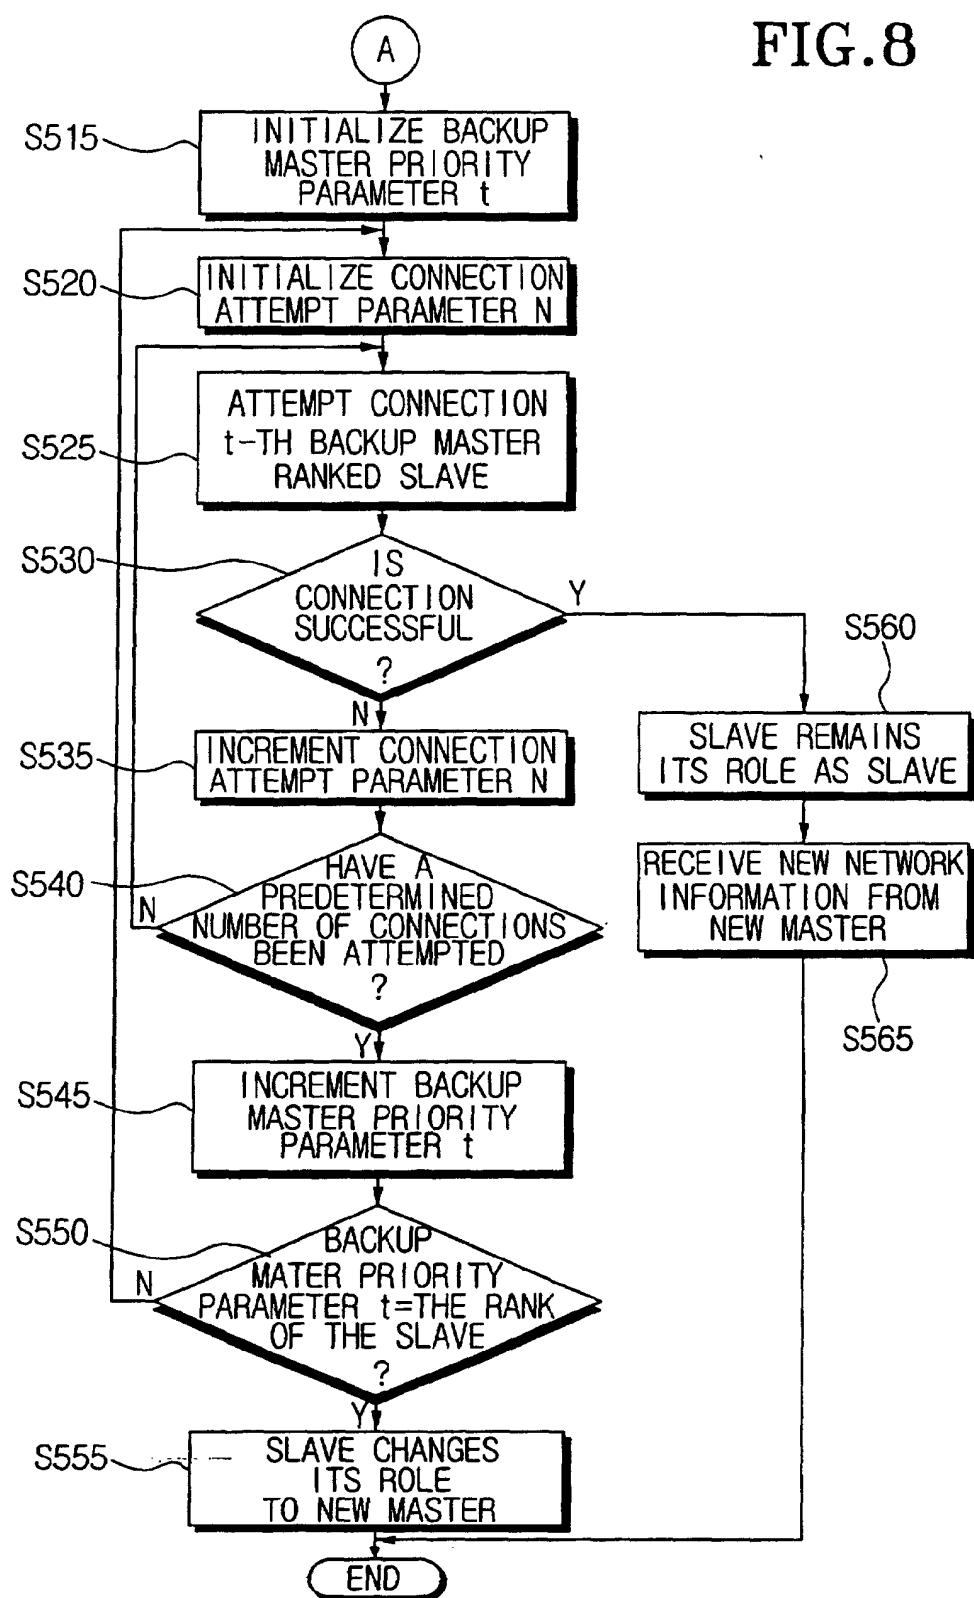 FIG.8
A
S515
INITIALIZE BACKUP
MASTER PRIORITY
PARAMETER t
S520
INITIALIZE CONNECTION
ATTEMPT PARAMETER N
S525
ATTEMPT CONNECTION
t-TH BACKUP MASTER
RANKED SLAVE
S530
IS
CONNECTION
SUCCESSFUL
?
Y
N
S535
INCREMENT CONNECTION
ATTEMPT PARAMETER N
S540
HAVE A
PREDETERMINED
NUMBER OF CONNECTIONS
BEEN ATTEMPTED
?
N
Y
S545
INCREMENT BACKUP
MASTER PRIORITY
PARAMETER t
S550
BACKUP
MATER PRIORITY
PARAMETER t=THE RANK
OF THE SLAVE
?
N
Y
S555
SLAVE CHANGES
ITS ROLE
TO NEW MASTER
S560
SLAVE REMAINS
ITS ROLE AS SLAVE
RECEIVE NEW NETWORK
INFORMATION FROM
NEW MASTER
S565
END